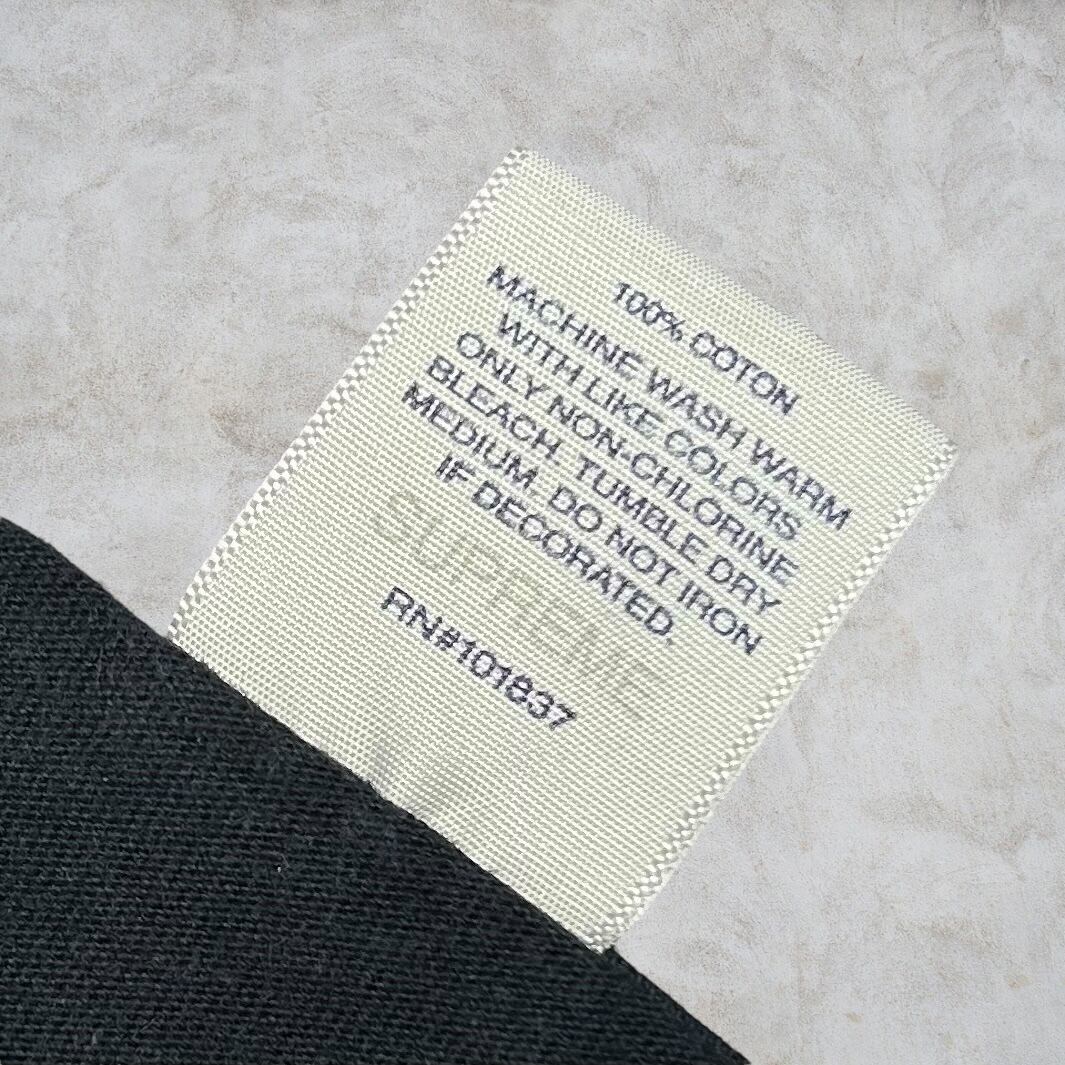 100% COTON
MACHINE WASH WARM
WITH LIKE COLORS
ONLY NON-CHLORINE
BLEACH. TUMBLE DRY
MEDIUM. DO NOT IRON
IF DECORATED.
SUPREME
RN#101837